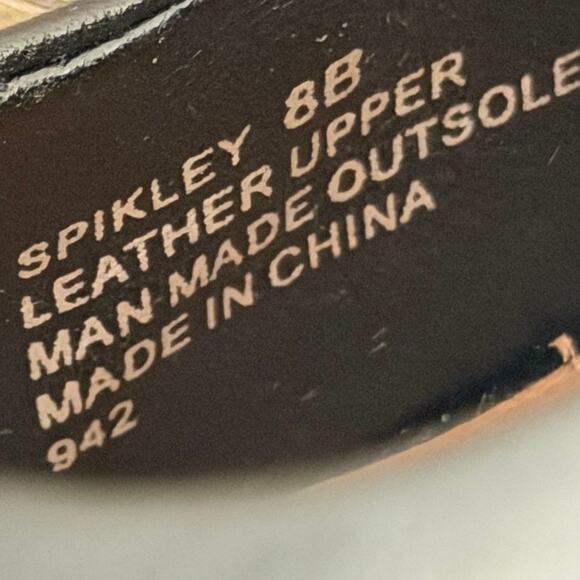 SPIKLEY 8B
LEATHER UPPER
MAN MADE OUTSOLE
MADE IN CHINA
942